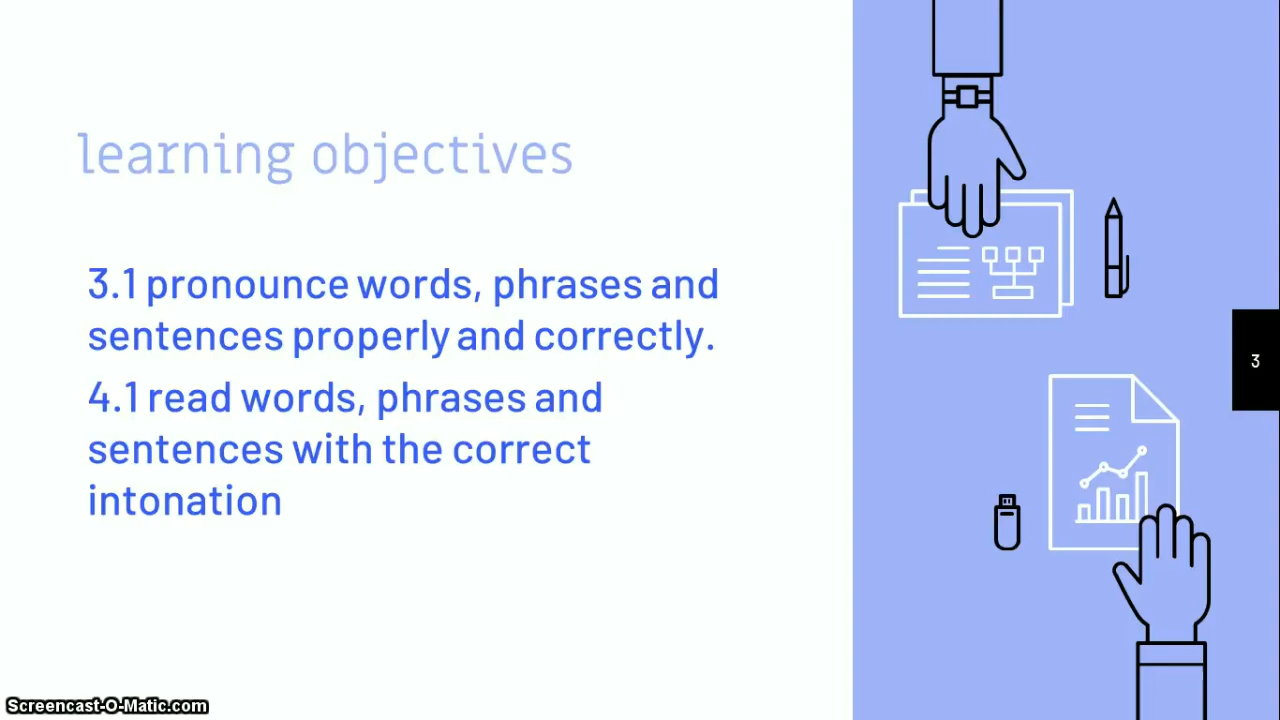 learning objectives
3.1 pronounce words, phrases and
sentences properly and correctly.
4.1 read words, phrases and
sentences with the correct
intonation
3
Screencast-O-Matic.com